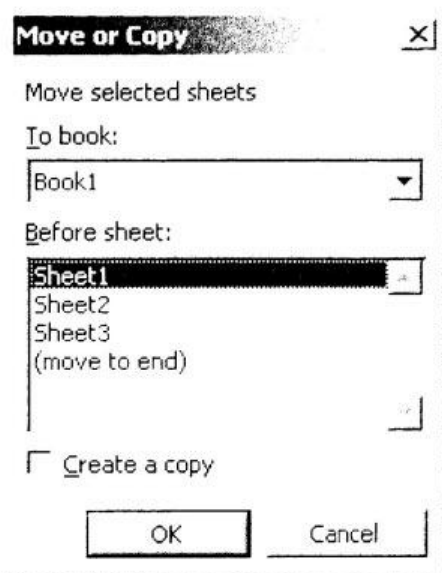 Move or Copy
Move selected sheets
To book:
Book1
Before sheet:
Sheet1
Sheet2
Sheet3
(move to end)
Create a copy
OK Cancel